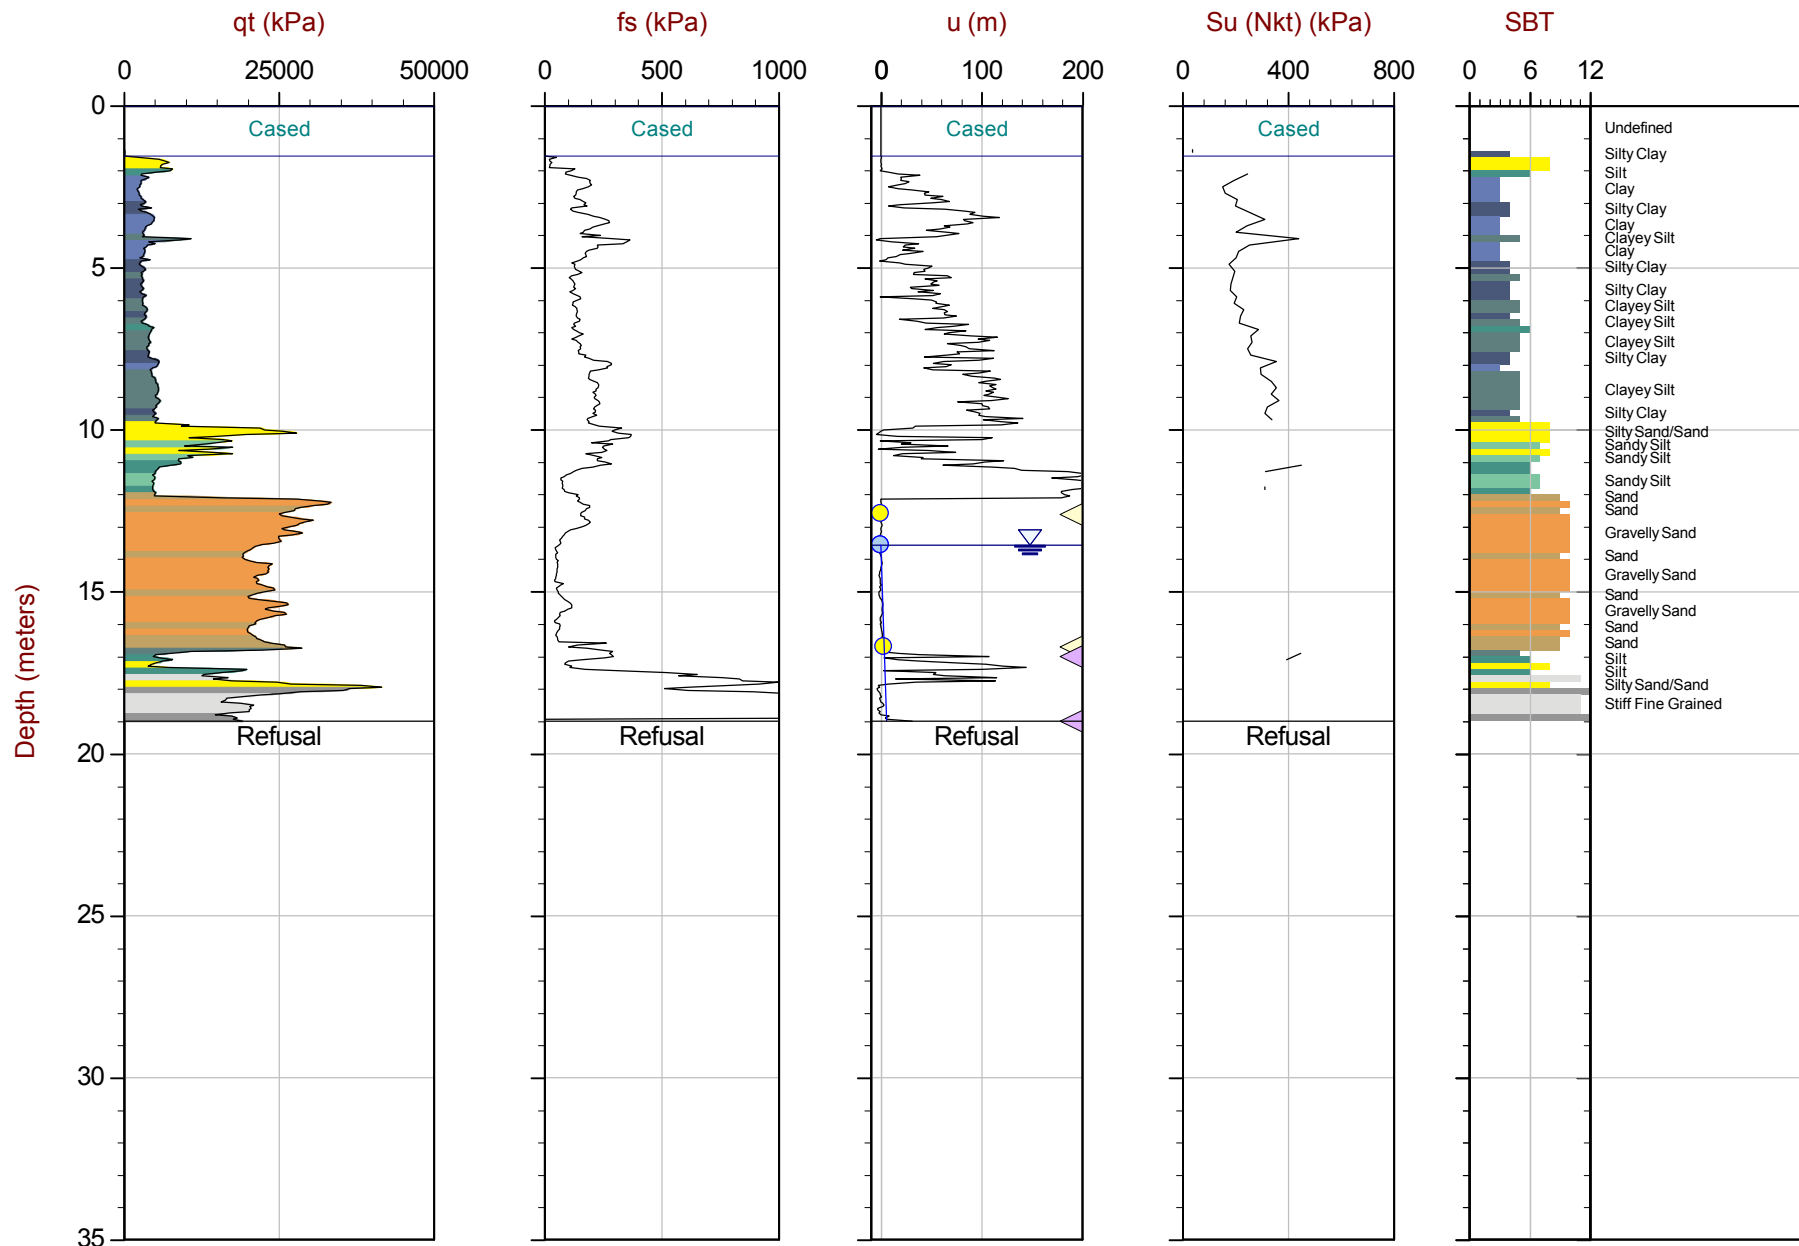 qt (kPa)
fs (kPa)
u (m)
Su (Nkt) (kPa)
SBT
0 25000 50000
0 500 1000
0 100 200
0 400 800
0 6 12
0
5
10
15
20
25
30
35
Depth (meters)
Cased
Cased
Cased
Cased
Undefined
Silty Clay
Silt
Clay
Silty Clay
Clay
Clayey Silt
Clay
Silty Clay
Silty Clay
Clayey Silt
Clayey Silt
Clayey Silt
Silty Clay
Clayey Silt
Silty Clay
Silty Sand/Sand
Sandy Silt
Sandy Silt
Sandy Silt
Sand
Sand
Gravelly Sand
Sand
Gravelly Sand
Sand
Gravelly Sand
Sand
Sand
Silt
Silt
Silty Sand/Sand
Stiff Fine Grained
Refusal
Refusal
Refusal
Refusal